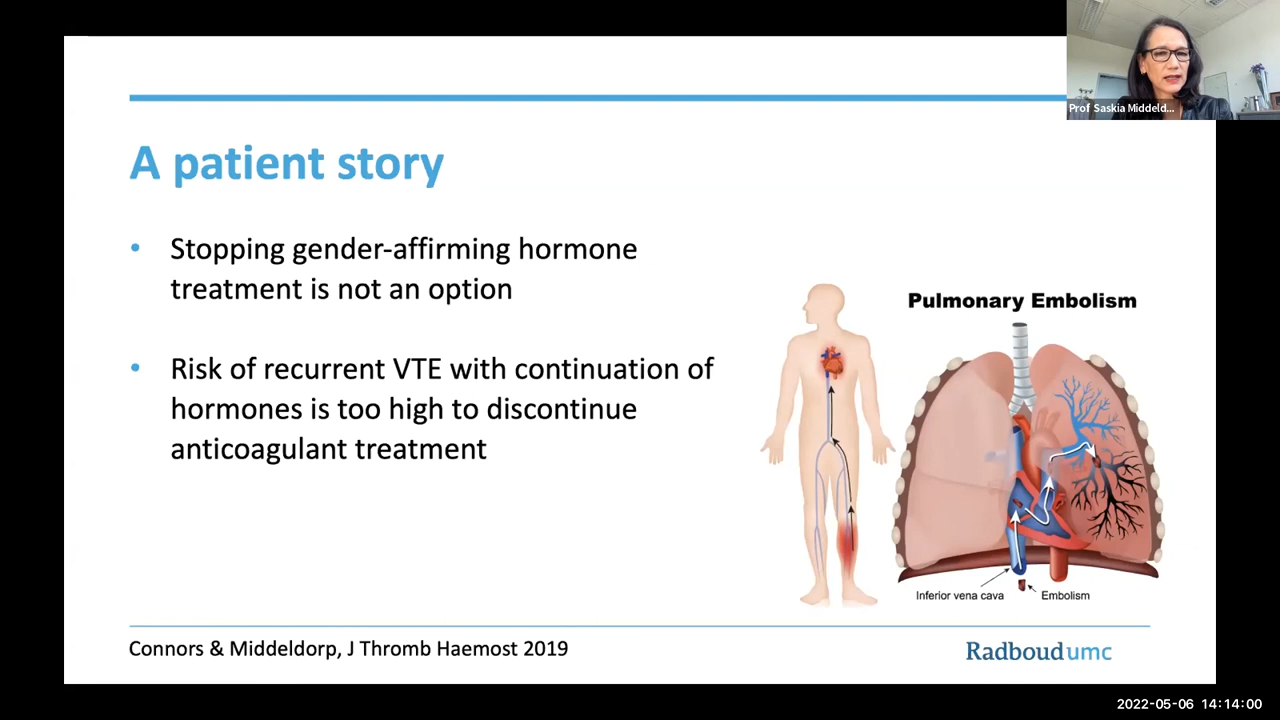 Prof Saskia Middeld...
A patient story
• Stopping gender-affirming hormone
treatment is not an option
• Risk of recurrent VTE with continuation of
hormones is too high to discontinue
anticoagulant treatment
Pulmonary Embolism
Inferior vena cava
Embolism
Connors & Middeldorp, J Thromb Haemost 2019
Radboudumc
2022-05-06 14:14:00